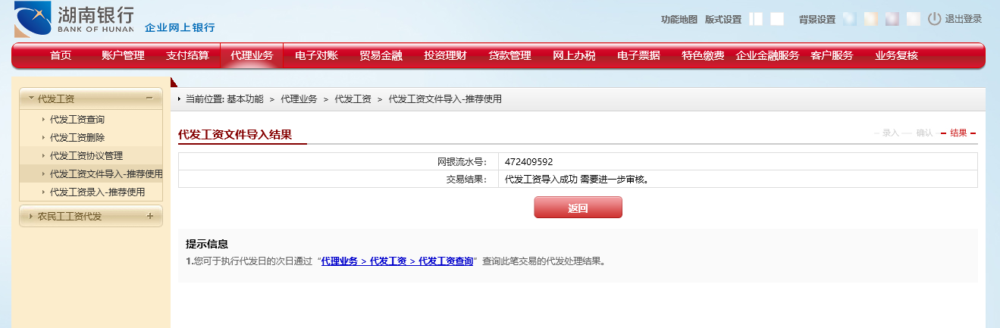 湖南银行
BANK OF HUNAN
企业网上银行
功能地图 版式设置 背景设置 退出登录
首页 账户管理 支付结算 代理业务 电子对账 贸易金融 投资理财 贷款管理 网上办税 电子票据 特色缴费 企业金融服务 客户服务 业务复核
代发工资
代发工资查询
代发工资删除
代发工资协议管理
代发工资文件导入-推荐使用
代发工资录入-推荐使用
农民工工资代发
当前位置: 基本功能 > 代理业务 > 代发工资 > 代发工资文件导入-推荐使用
代发工资文件导入结果
录入 确认 结果
网银流水号： 472409592
交易结果： 代发工资导入成功 需要进一步审核。
返回
提示信息
1.您可于执行代发日的次日通过“代理业务 > 代发工资 > 代发工资查询”查询此笔交易的代发处理结果。